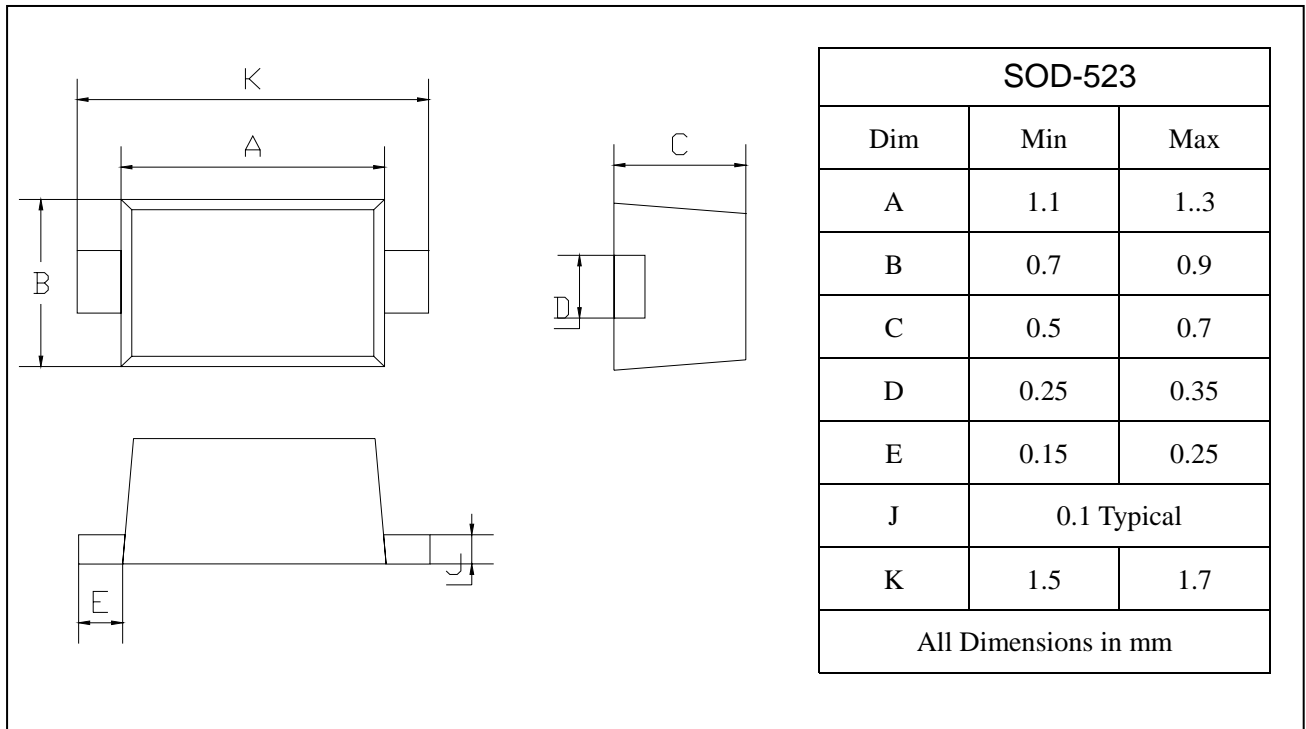 K
A
B
C
D
E
J
SOD-523
Dim Min Max
A 1.1 1..3
B 0.7 0.9
C 0.5 0.7
D 0.25 0.35
E 0.15 0.25
J 0.1 Typical
K 1.5 1.7
All Dimensions in mm